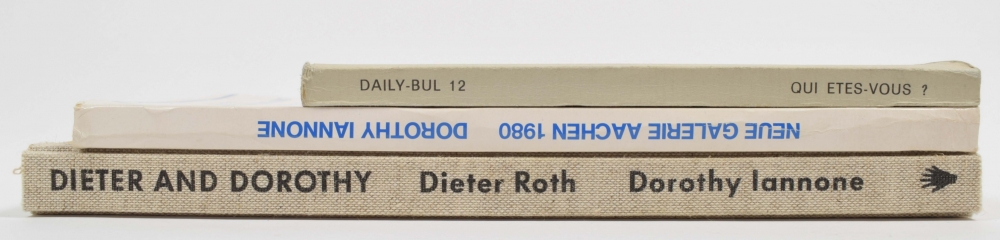 DAILY-BUL 12 QUI ETES-VOUS ?
NEUE GALERIE AACHEN 1980 DOROTHY IANNONE
DIETER AND DOROTHY Dieter Roth Dorothy Iannone